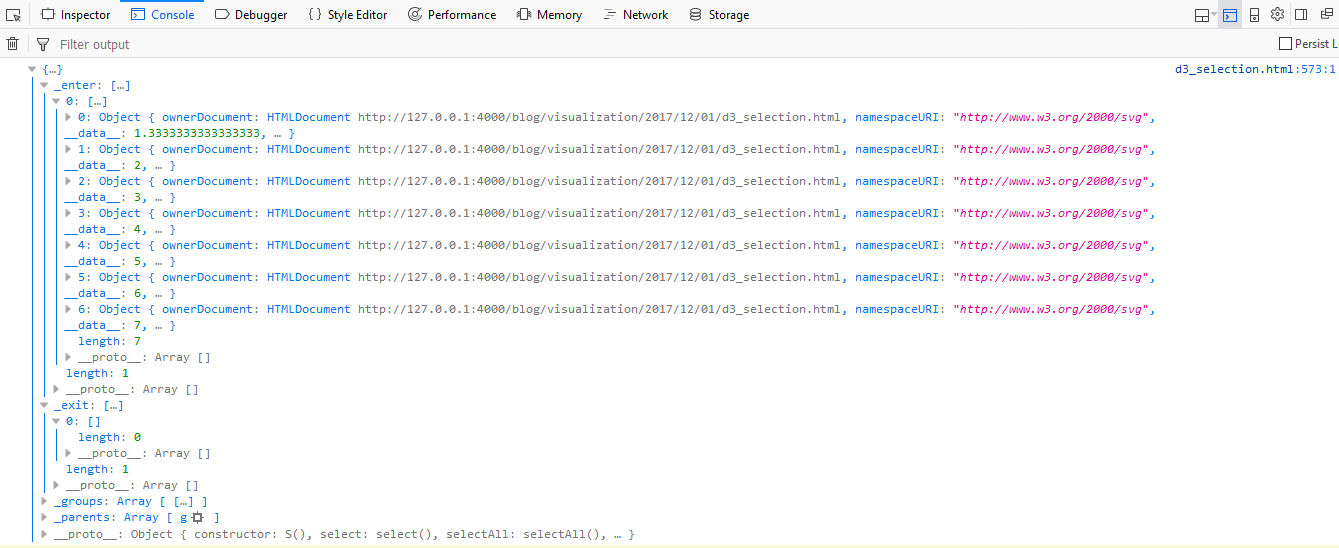 Inspector Console Debugger { } Style Editor Performance Memory Network Storage
Filter output Persist L
{…} d3_selection.html:573:1
_enter: […]
0: […]
0: Object { ownerDocument: HTMLDocument http://127.0.0.1:4000/blog/visualization/2017/12/01/d3_selection.html, namespaceURI: "http://www.w3.org/2000/svg",
__data__: 1.3333333333333333, … }
1: Object { ownerDocument: HTMLDocument http://127.0.0.1:4000/blog/visualization/2017/12/01/d3_selection.html, namespaceURI: "http://www.w3.org/2000/svg",
__data__: 2, … }
2: Object { ownerDocument: HTMLDocument http://127.0.0.1:4000/blog/visualization/2017/12/01/d3_selection.html, namespaceURI: "http://www.w3.org/2000/svg",
__data__: 3, … }
3: Object { ownerDocument: HTMLDocument http://127.0.0.1:4000/blog/visualization/2017/12/01/d3_selection.html, namespaceURI: "http://www.w3.org/2000/svg",
__data__: 4, … }
4: Object { ownerDocument: HTMLDocument http://127.0.0.1:4000/blog/visualization/2017/12/01/d3_selection.html, namespaceURI: "http://www.w3.org/2000/svg",
__data__: 5, … }
5: Object { ownerDocument: HTMLDocument http://127.0.0.1:4000/blog/visualization/2017/12/01/d3_selection.html, namespaceURI: "http://www.w3.org/2000/svg",
__data__: 6, … }
6: Object { ownerDocument: HTMLDocument http://127.0.0.1:4000/blog/visualization/2017/12/01/d3_selection.html, namespaceURI: "http://www.w3.org/2000/svg",
__data__: 7, … }
length: 7
__proto__: Array []
length: 1
__proto__: Array []
_exit: […]
0: []
length: 0
__proto__: Array []
length: 1
__proto__: Array []
_groups: Array [ […] ]
_parents: Array [ g ]
__proto__: Object { constructor: S(), select: select(), selectAll: selectAll(), … }